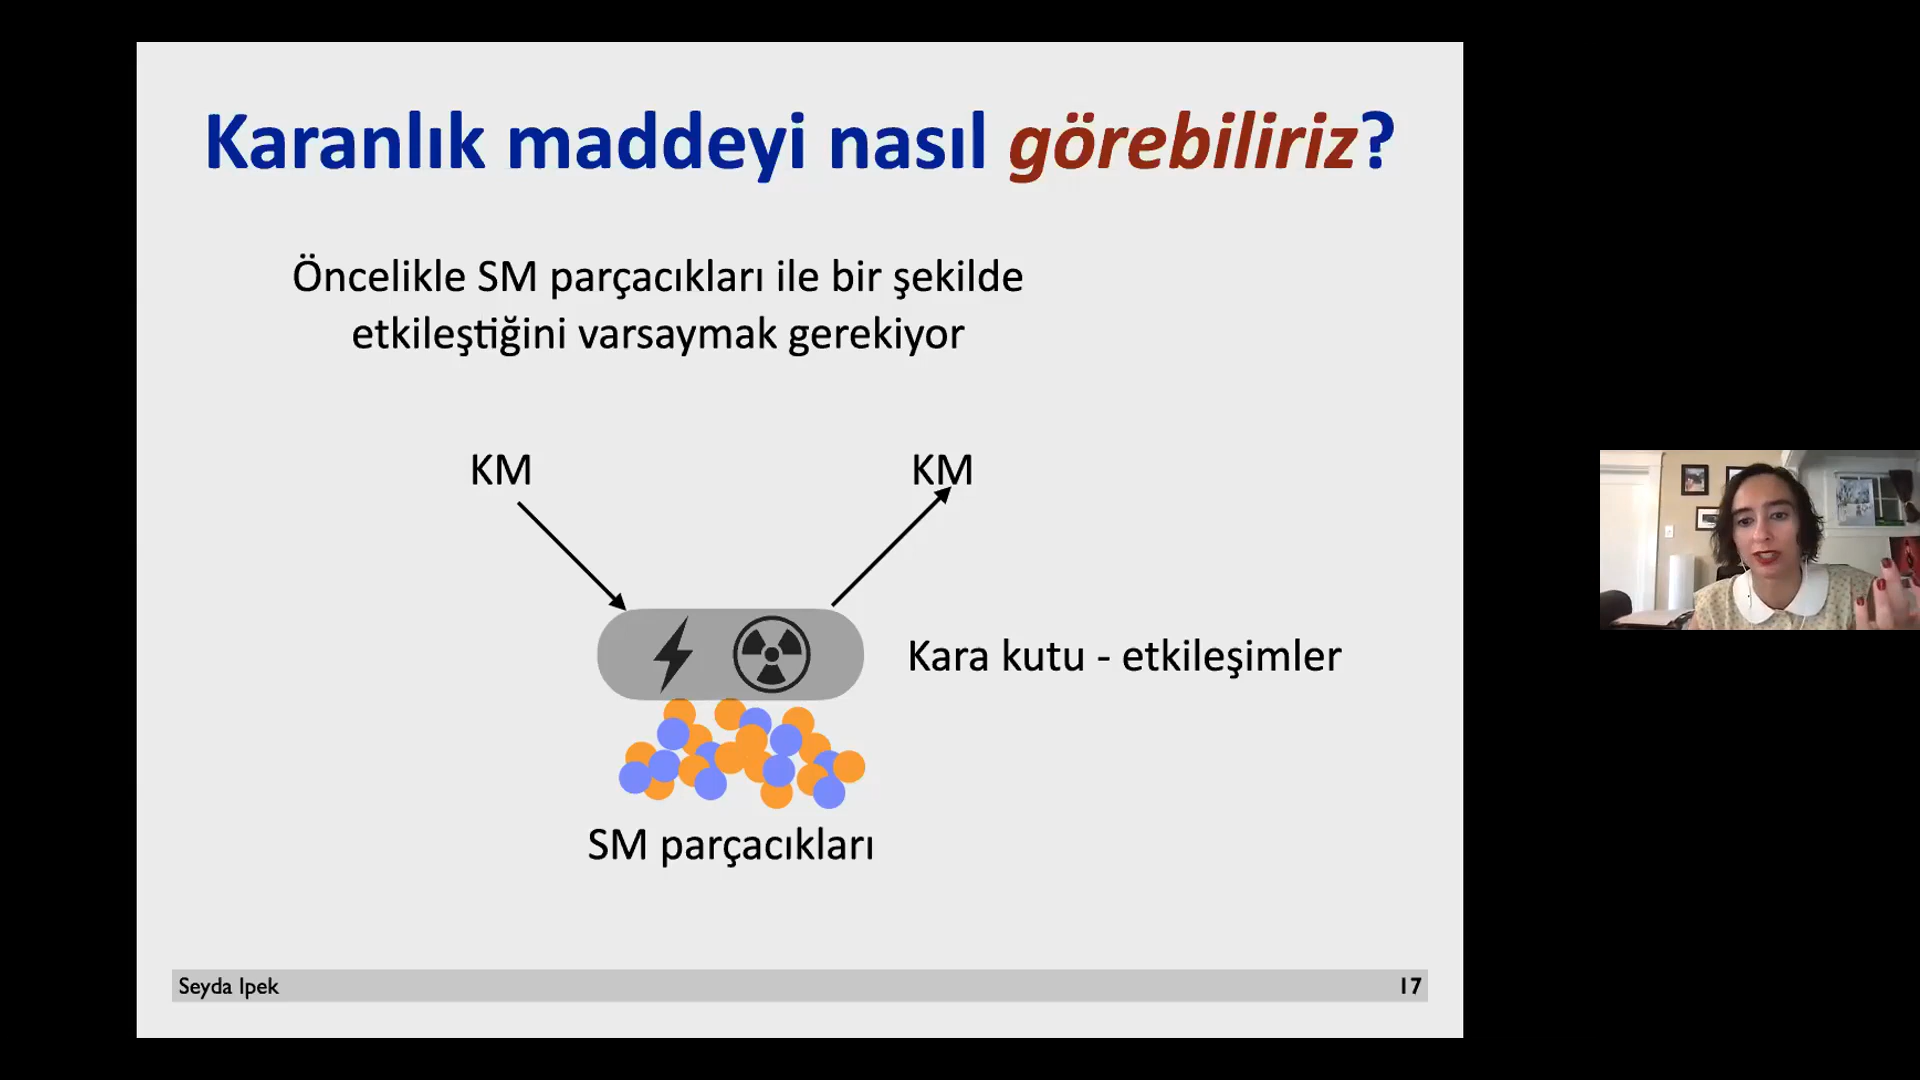 Karanlık maddeyi nasıl görebiliriz?
Öncelikle SM parçacıkları ile bir şekilde
etkileştiğini varsaymak gerekiyor
KM
KM
Kara kutu - etkileşimler
SM parçacıkları
Seyda Ipek
17